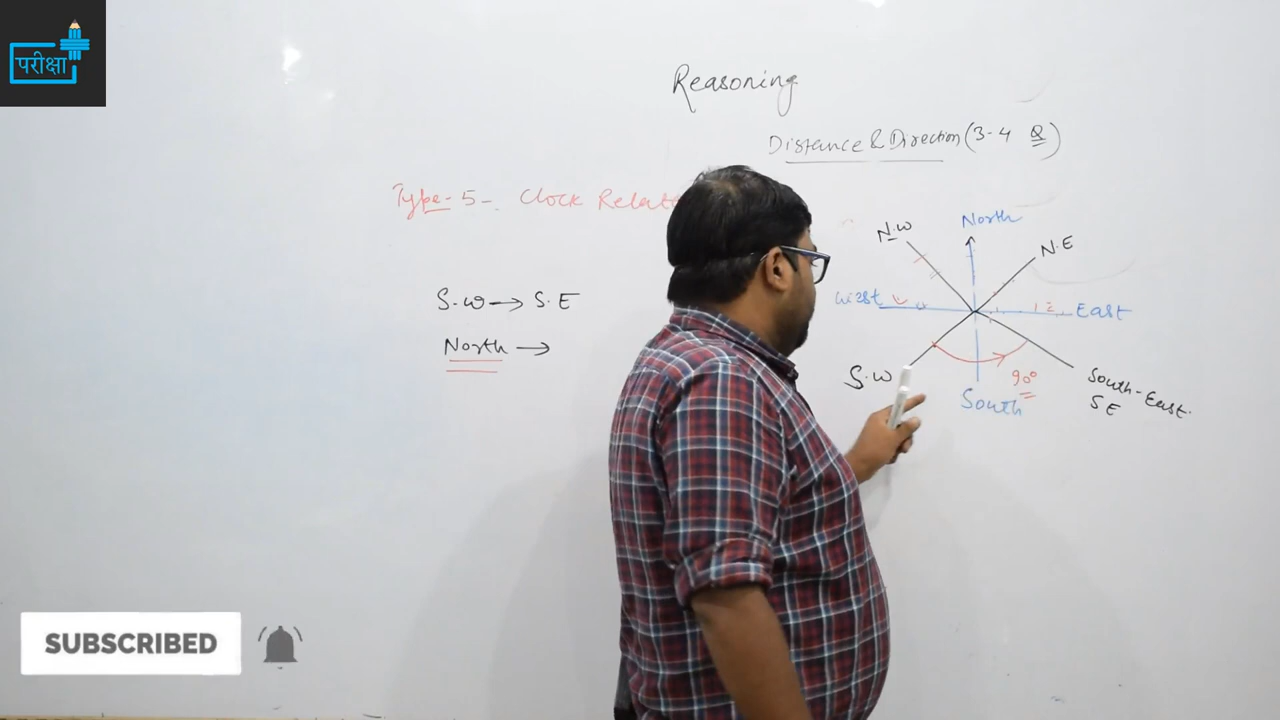 परीक्षा
Reasoning
Distance & Direction (3-4 Q)
Type-5- Clock Relat
S.W → S.E
North →
North
N.W
N.E
West
East
S.W
90°
South
South-East.
SE
SUBSCRIBED